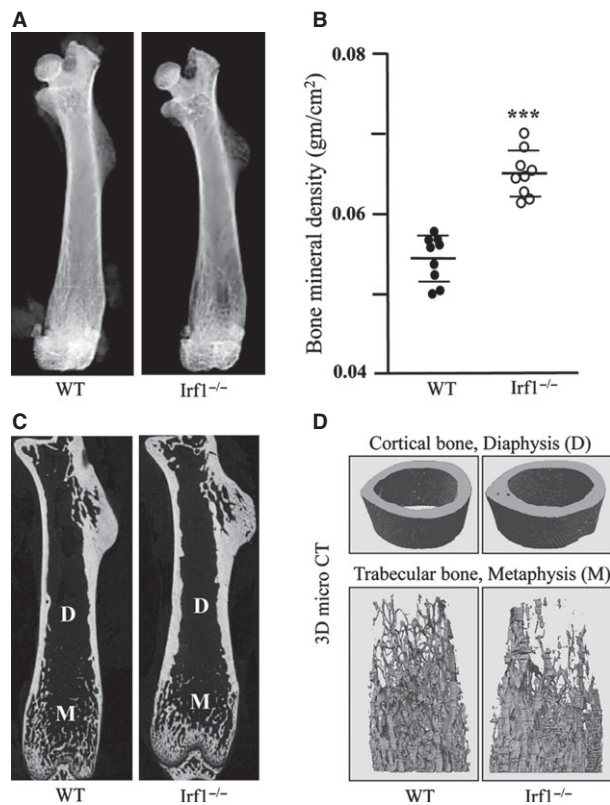 A
WT
Irf1⁻/⁻
B
Bone mineral density (gm/cm²)
0.08
0.06
0.04
***
WT
Irf1⁻/⁻
C
D
M
D
M
WT
Irf1⁻/⁻
D
Cortical bone, Diaphysis (D)
3D micro CT
Trabecular bone, Metaphysis (M)
WT
Irf1⁻/⁻